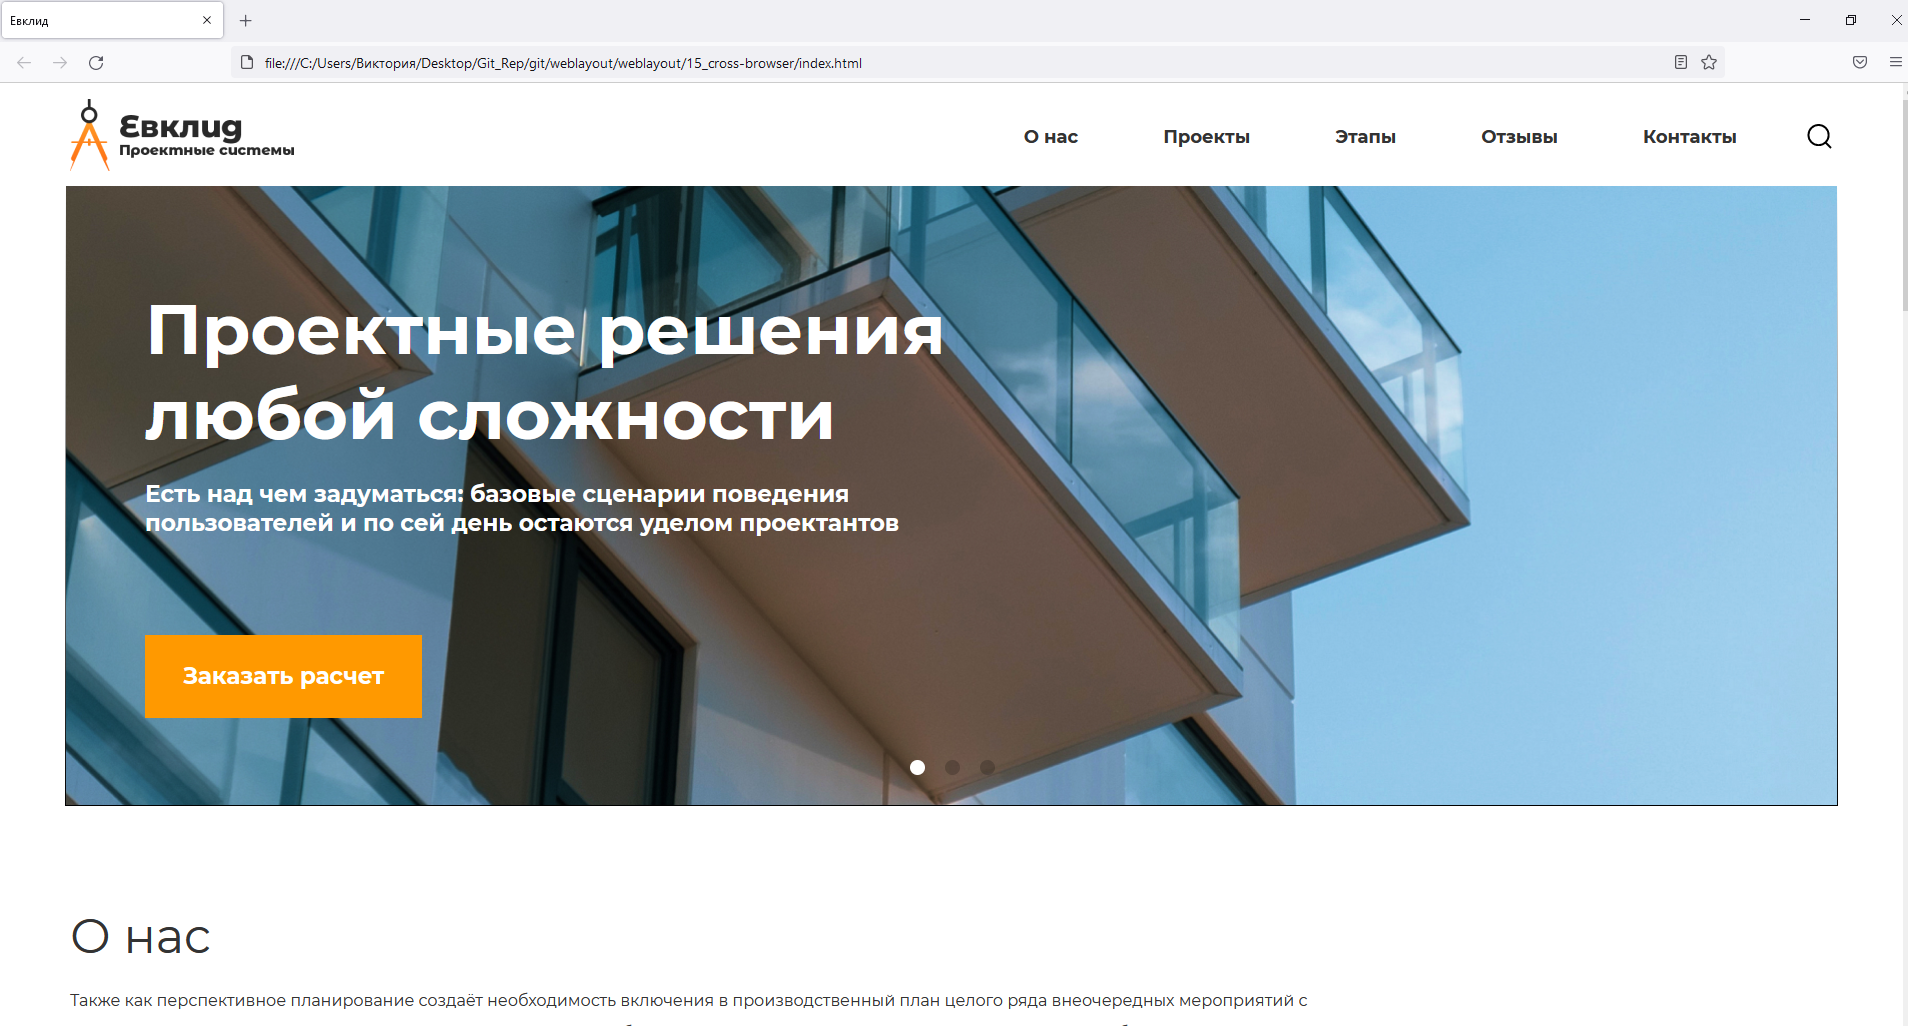 Евклид
file:///C:/Users/Виктория/Desktop/Git_Rep/git/weblayout/weblayout/15_cross-browser/index.html
Евклид
Проектные системы
О нас
Проекты
Этапы
Отзывы
Контакты
Проектные решения
любой сложности
Есть над чем задуматься: базовые сценарии поведения
пользователей и по сей день остаются уделом проектантов
Заказать расчет
О нас
Также как перспективное планирование создаёт необходимость включения в производственный план целого ряда внеочередных мероприятий с